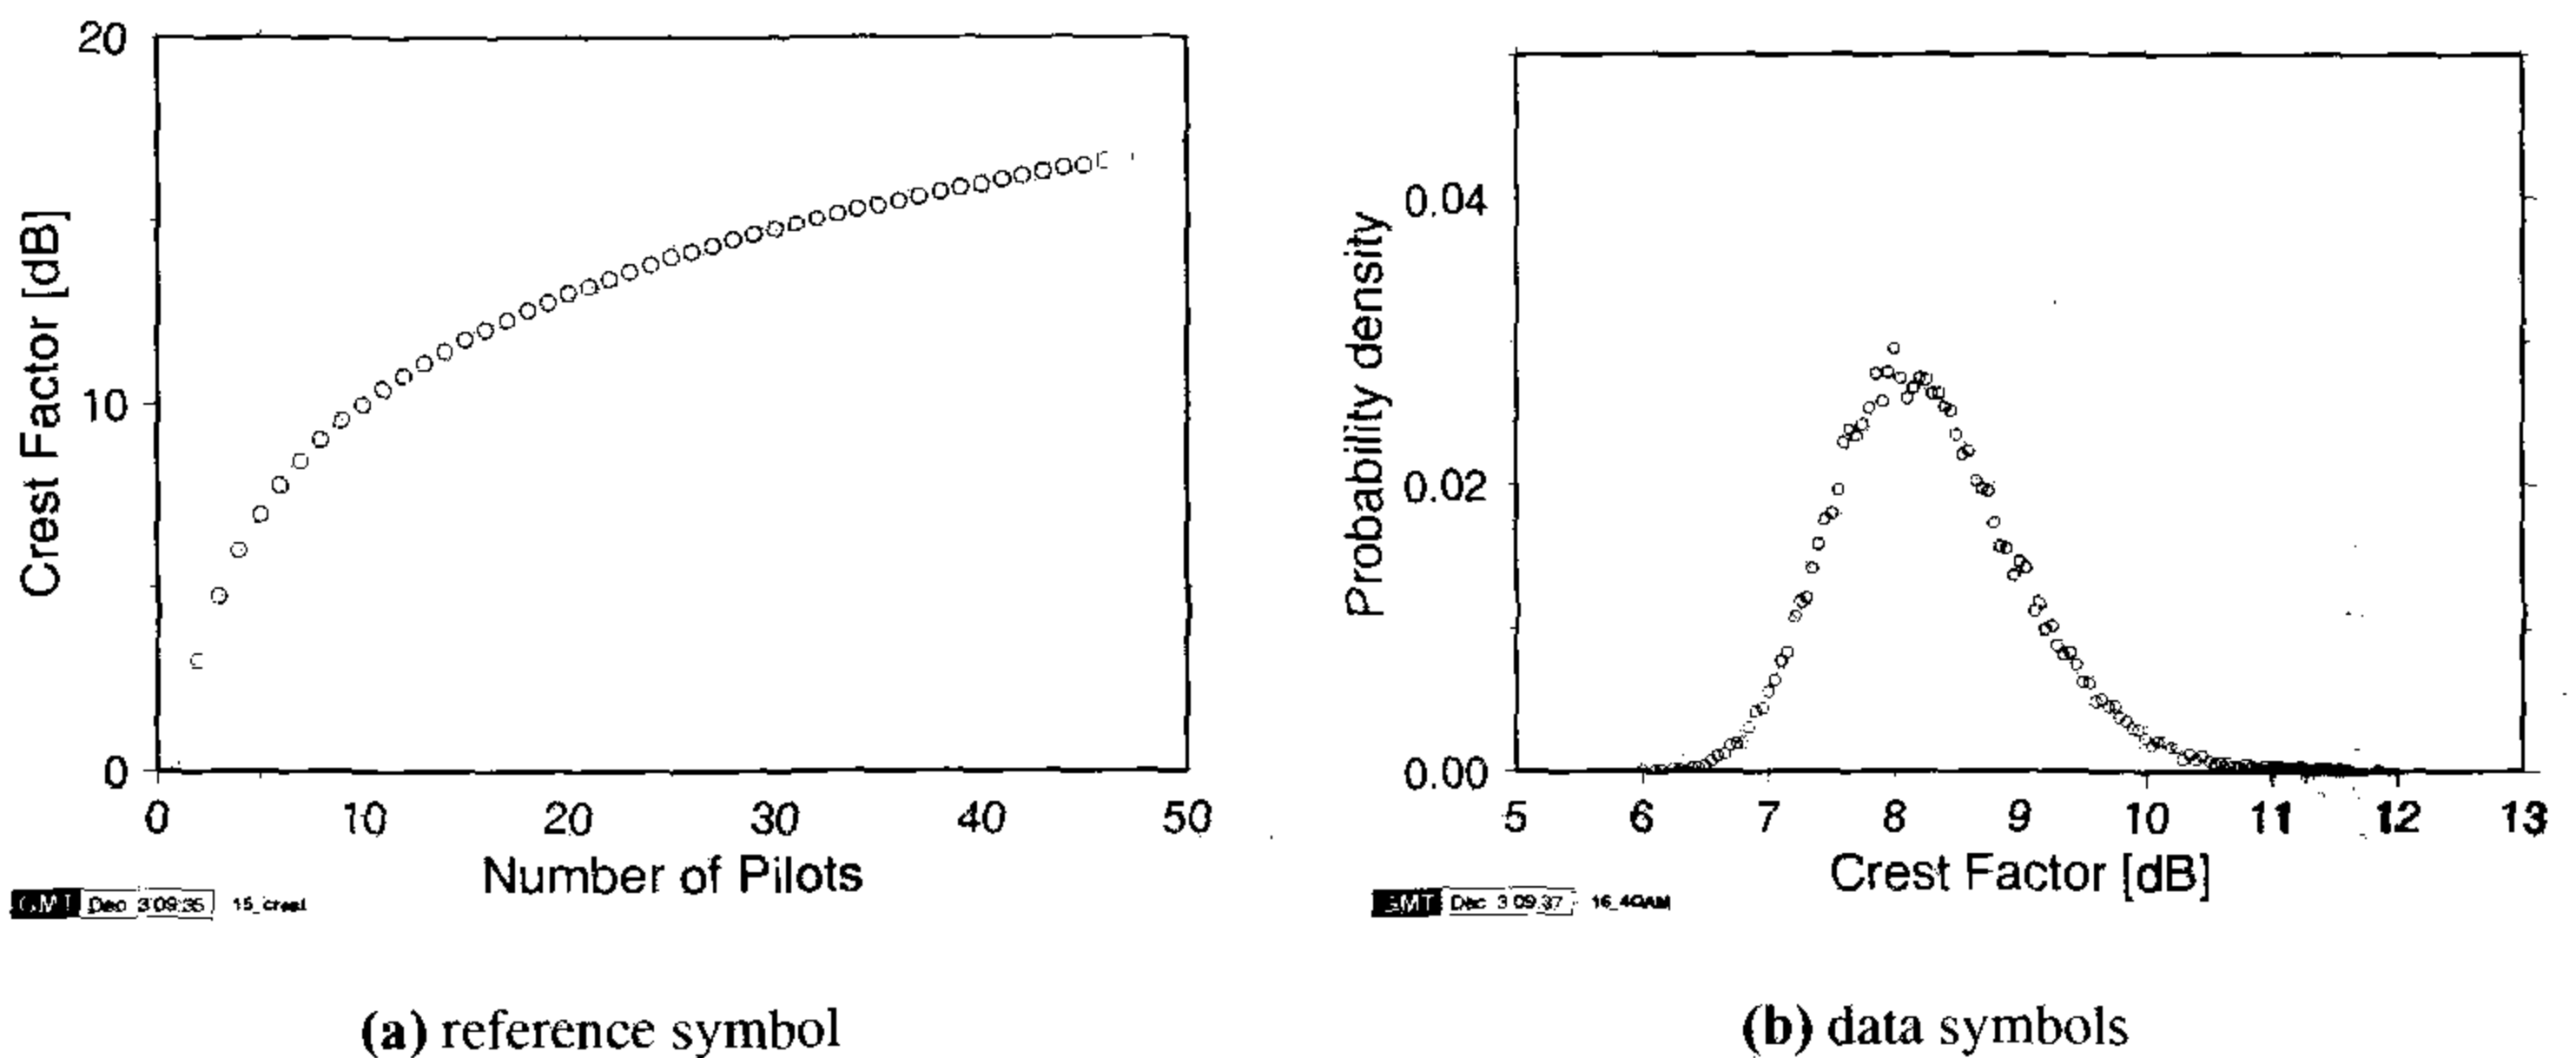 20
10
0
Crest Factor [dB]
0 10 20 30 40 50
Number of Pilots
GMT Dec 3 09:35 15_crest
(a) reference symbol
0.04
0.02
0.00
Probability density
5 6 7 8 9 10 11 12 13
Crest Factor [dB]
GMT Dec 3 09:37 16_4QAM
(b) data symbols